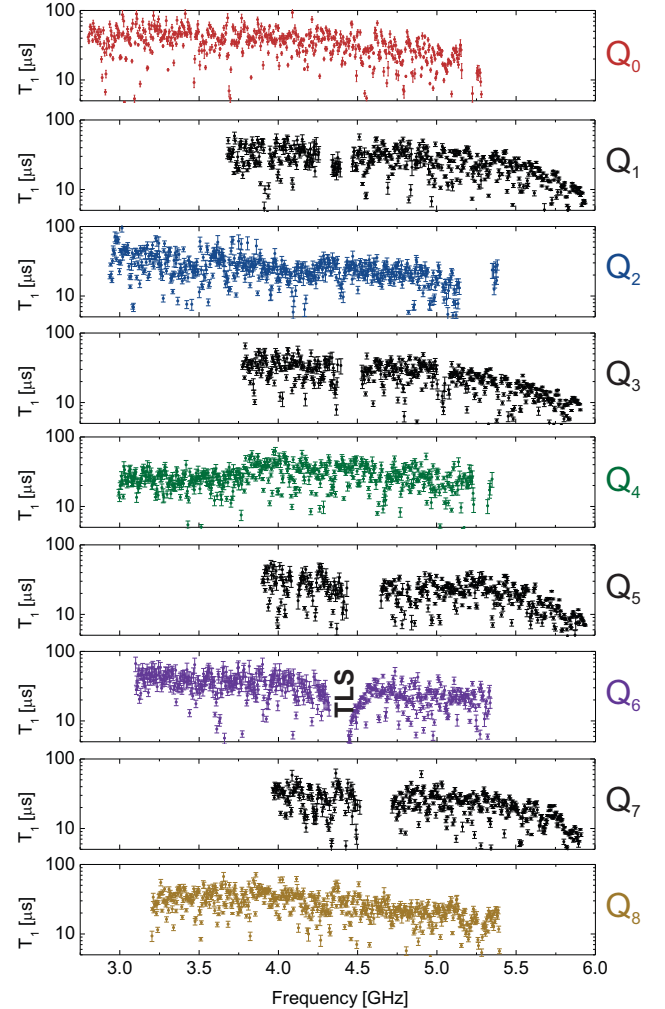 100
10
T₁ [μs]
Q₀
100
10
T₁ [μs]
Q₁
100
10
T₁ [μs]
Q₂
100
10
T₁ [μs]
Q₃
100
10
T₁ [μs]
Q₄
100
10
T₁ [μs]
Q₅
100
10
T₁ [μs]
TLS
Q₆
100
10
T₁ [μs]
Q₇
100
10
T₁ [μs]
Q₈
3.0 3.5 4.0 4.5 5.0 5.5 6.0
Frequency [GHz]